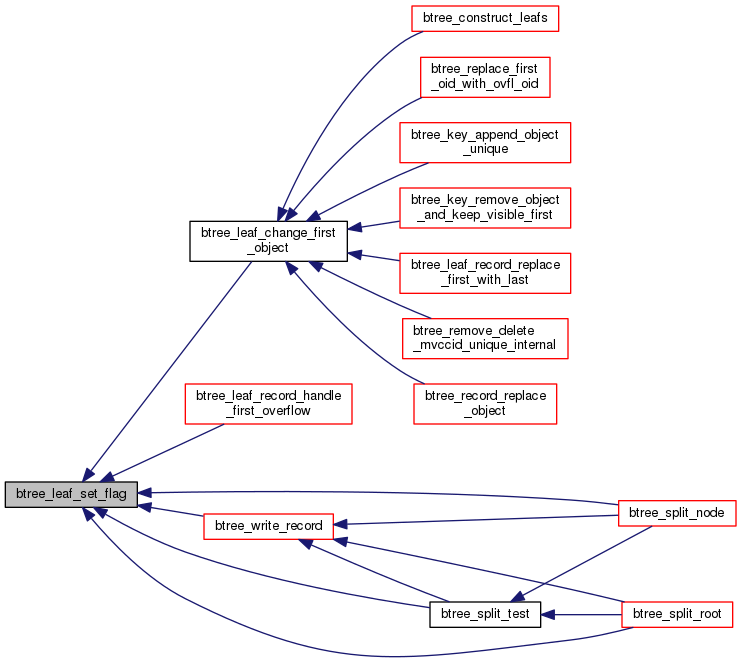 btree_construct_leafs
btree_replace_first
_oid_with_ovfl_oid
btree_key_append_object
_unique
btree_key_remove_object
_and_keep_visible_first
btree_leaf_change_first
_object
btree_leaf_record_replace
_first_with_last
btree_remove_delete
_mvccid_unique_internal
btree_leaf_record_handle
_first_overflow
btree_record_replace
_object
btree_leaf_set_flag
btree_write_record
btree_split_node
btree_split_test
btree_split_root